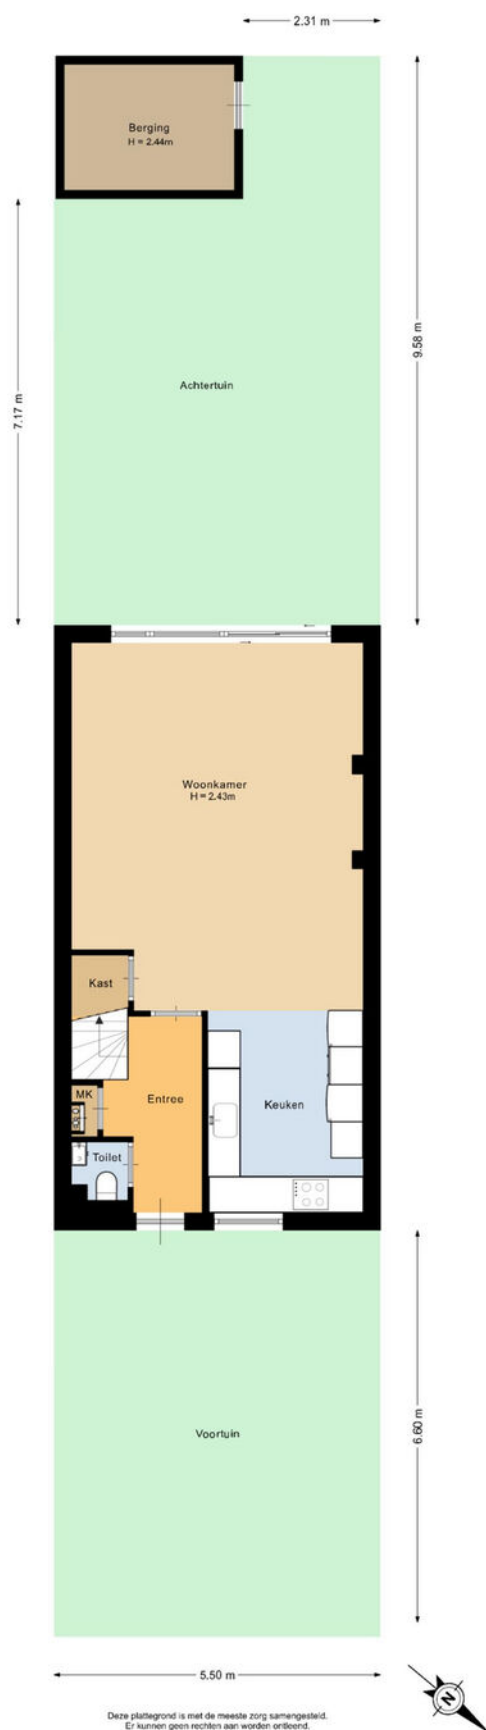 2.31 m
Berging
H = 2.44m
9.58 m
7.17 m
Achtertuin
Woonkamer
H = 2.43m
Kast
MK
Entree
Keuken
Toilet
Voortuin
6.60 m
5.50 m
N
Deze plattegrond is met de meeste zorg samengesteld.
Er kunnen geen rechten aan worden ontleend.